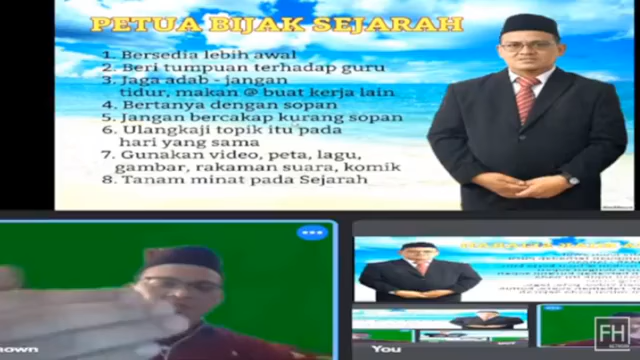 PETUA BIJAK SEJARAH
1. Bersedia lebih awal
2. Beri tumpuan terhadap guru
3. Jaga adab - jangan
tidur, makan @ buat kerja lain
4. Bertanya dengan sopan
5. Jangan bercakap kurang sopan
6. Ulangkaji topik itu pada
hari yang sama
7. Gunakan video, peta, lagu,
gambar, rakaman suara, komik
8. Tanam minat pada Sejarah
nown
You
FH